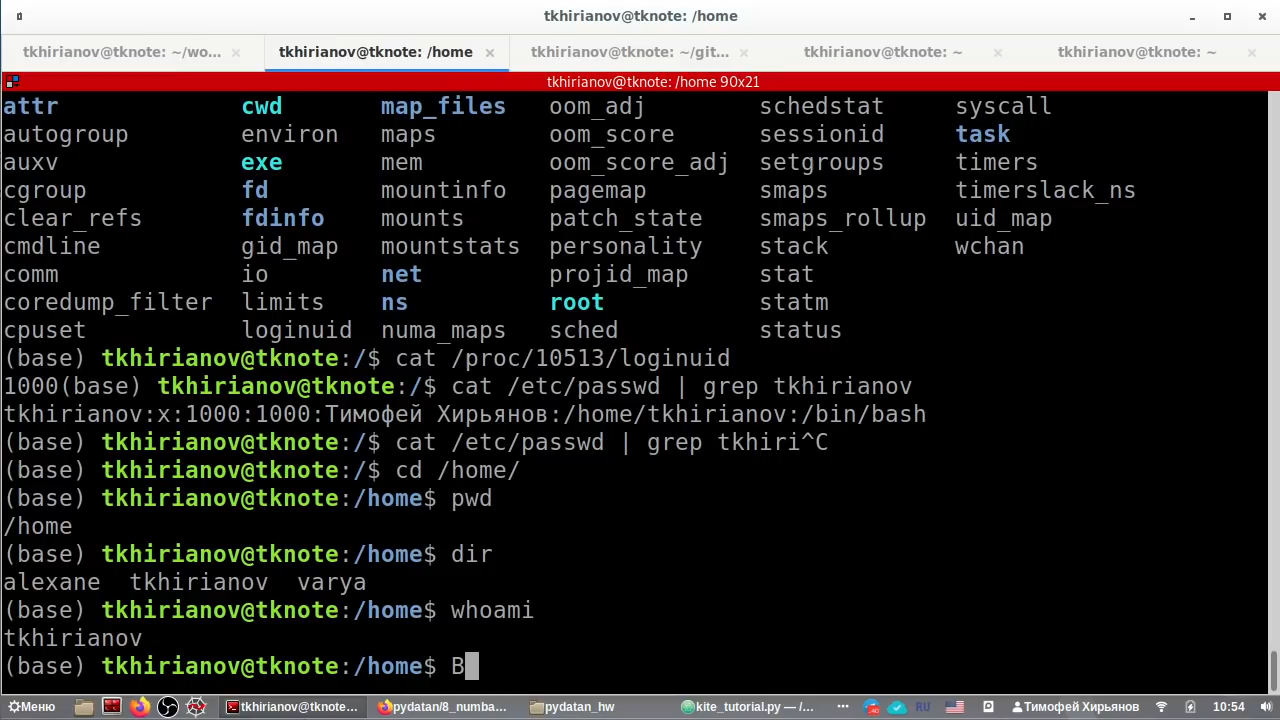 tkhirianov@tknote: /home
tkhirianov@tknote: ~/wo... tkhirianov@tknote: /home tkhirianov@tknote: ~/git... tkhirianov@tknote: ~ tkhirianov@tknote: ~
tkhirianov@tknote: /home 90x21
attr cwd map_files oom_adj schedstat syscall
autogroup environ maps oom_score sessionid task
auxv exe mem oom_score_adj setgroups timers
cgroup fd mountinfo pagemap smaps timerslack_ns
clear_refs fdinfo mounts patch_state smaps_rollup uid_map
cmdline gid_map mountstats personality stack wchan
comm io net projid_map stat
coredump_filter limits ns root statm
cpuset loginuid numa_maps sched status
(base) tkhirianov@tknote:/$ cat /proc/10513/loginuid
1000(base) tkhirianov@tknote:/$ cat /etc/passwd | grep tkhirianov
tkhirianov:x:1000:1000:Тимофей Хирьянов:/home/tkhirianov:/bin/bash
(base) tkhirianov@tknote:/$ cat /etc/passwd | grep tkhiri^C
(base) tkhirianov@tknote:/$ cd /home/
(base) tkhirianov@tknote:/home$ pwd
/home
(base) tkhirianov@tknote:/home$ dir
alexane tkhirianov varya
(base) tkhirianov@tknote:/home$ whoami
tkhirianov
(base) tkhirianov@tknote:/home$ В
Меню tkhirianov@tknote: /home... pydatan/8_numba... pydatan_hw kite_tutorial.py — /... ... RU Тимофей Хирьянов 10:54